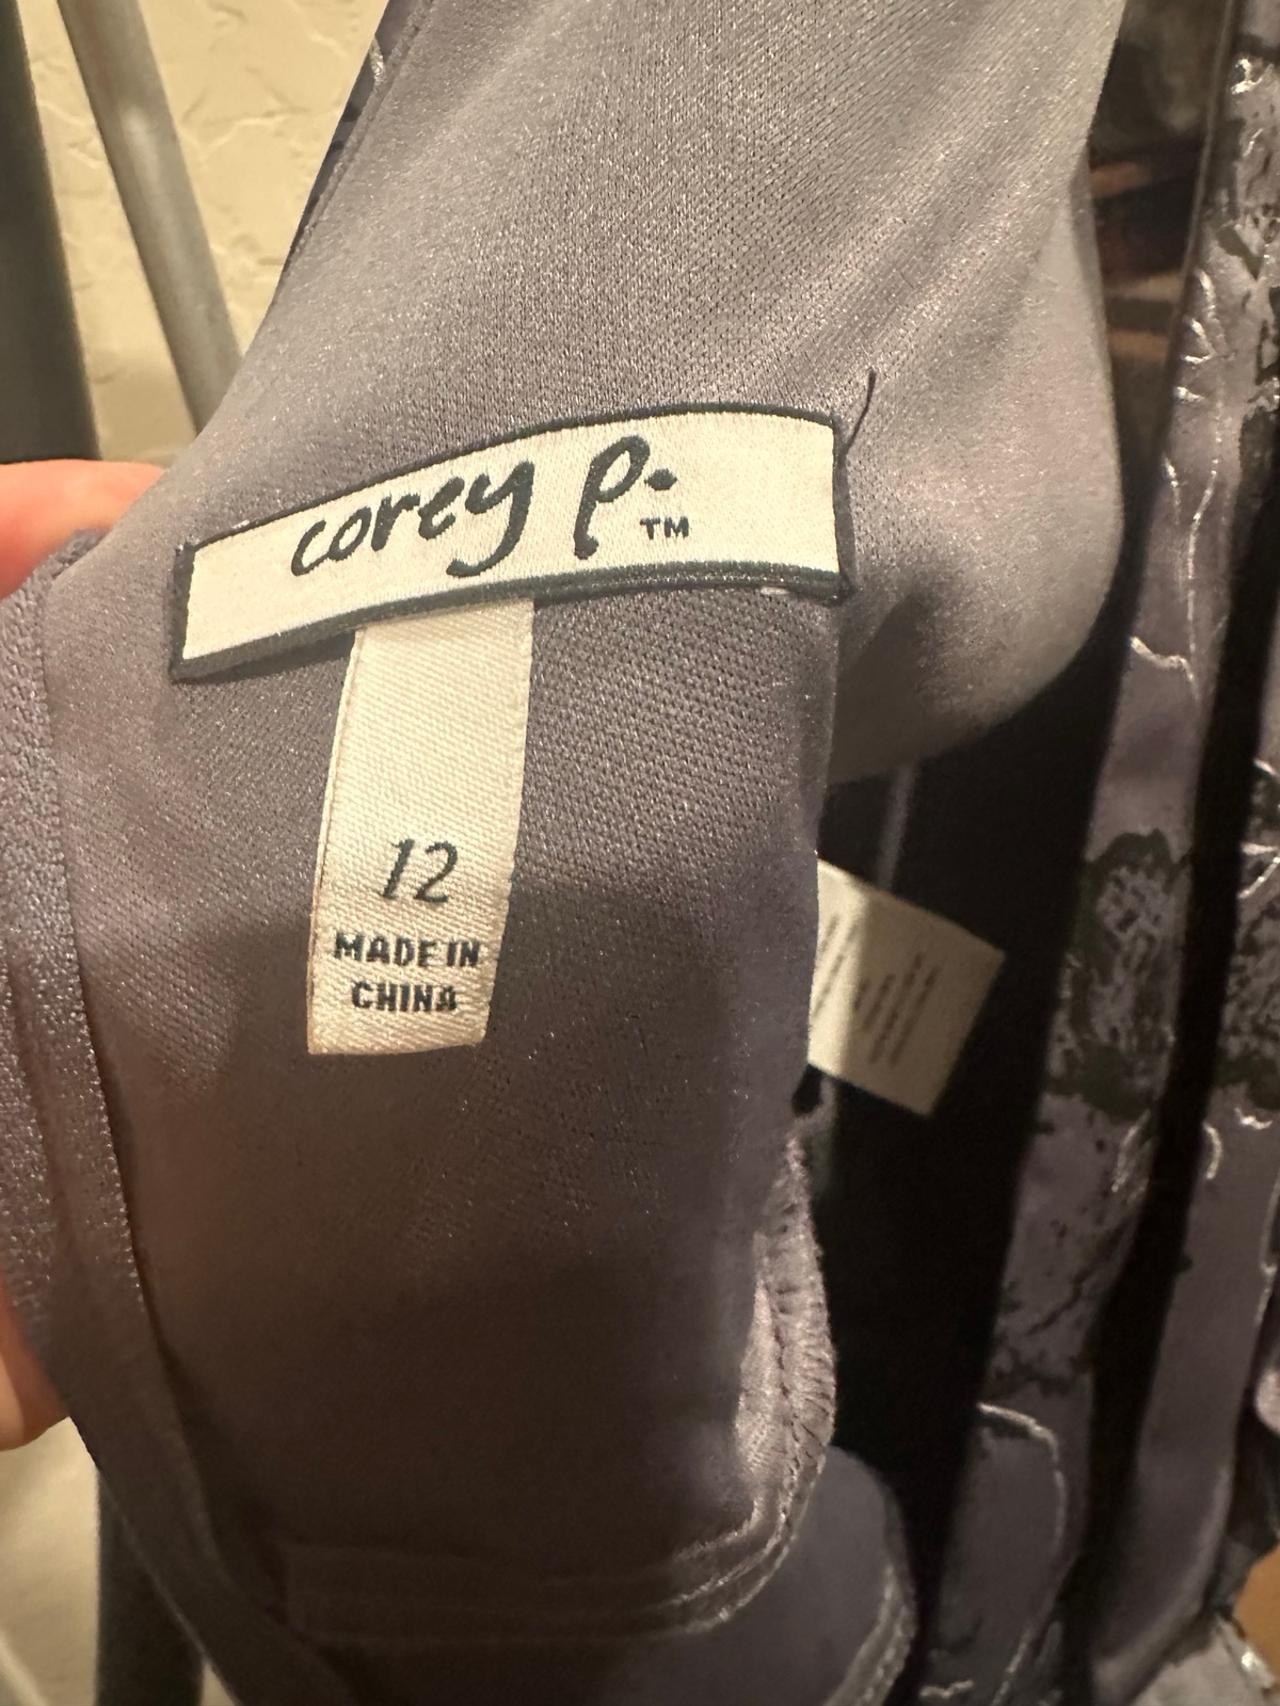 corey p.
TM
12
MADE IN
CHINA